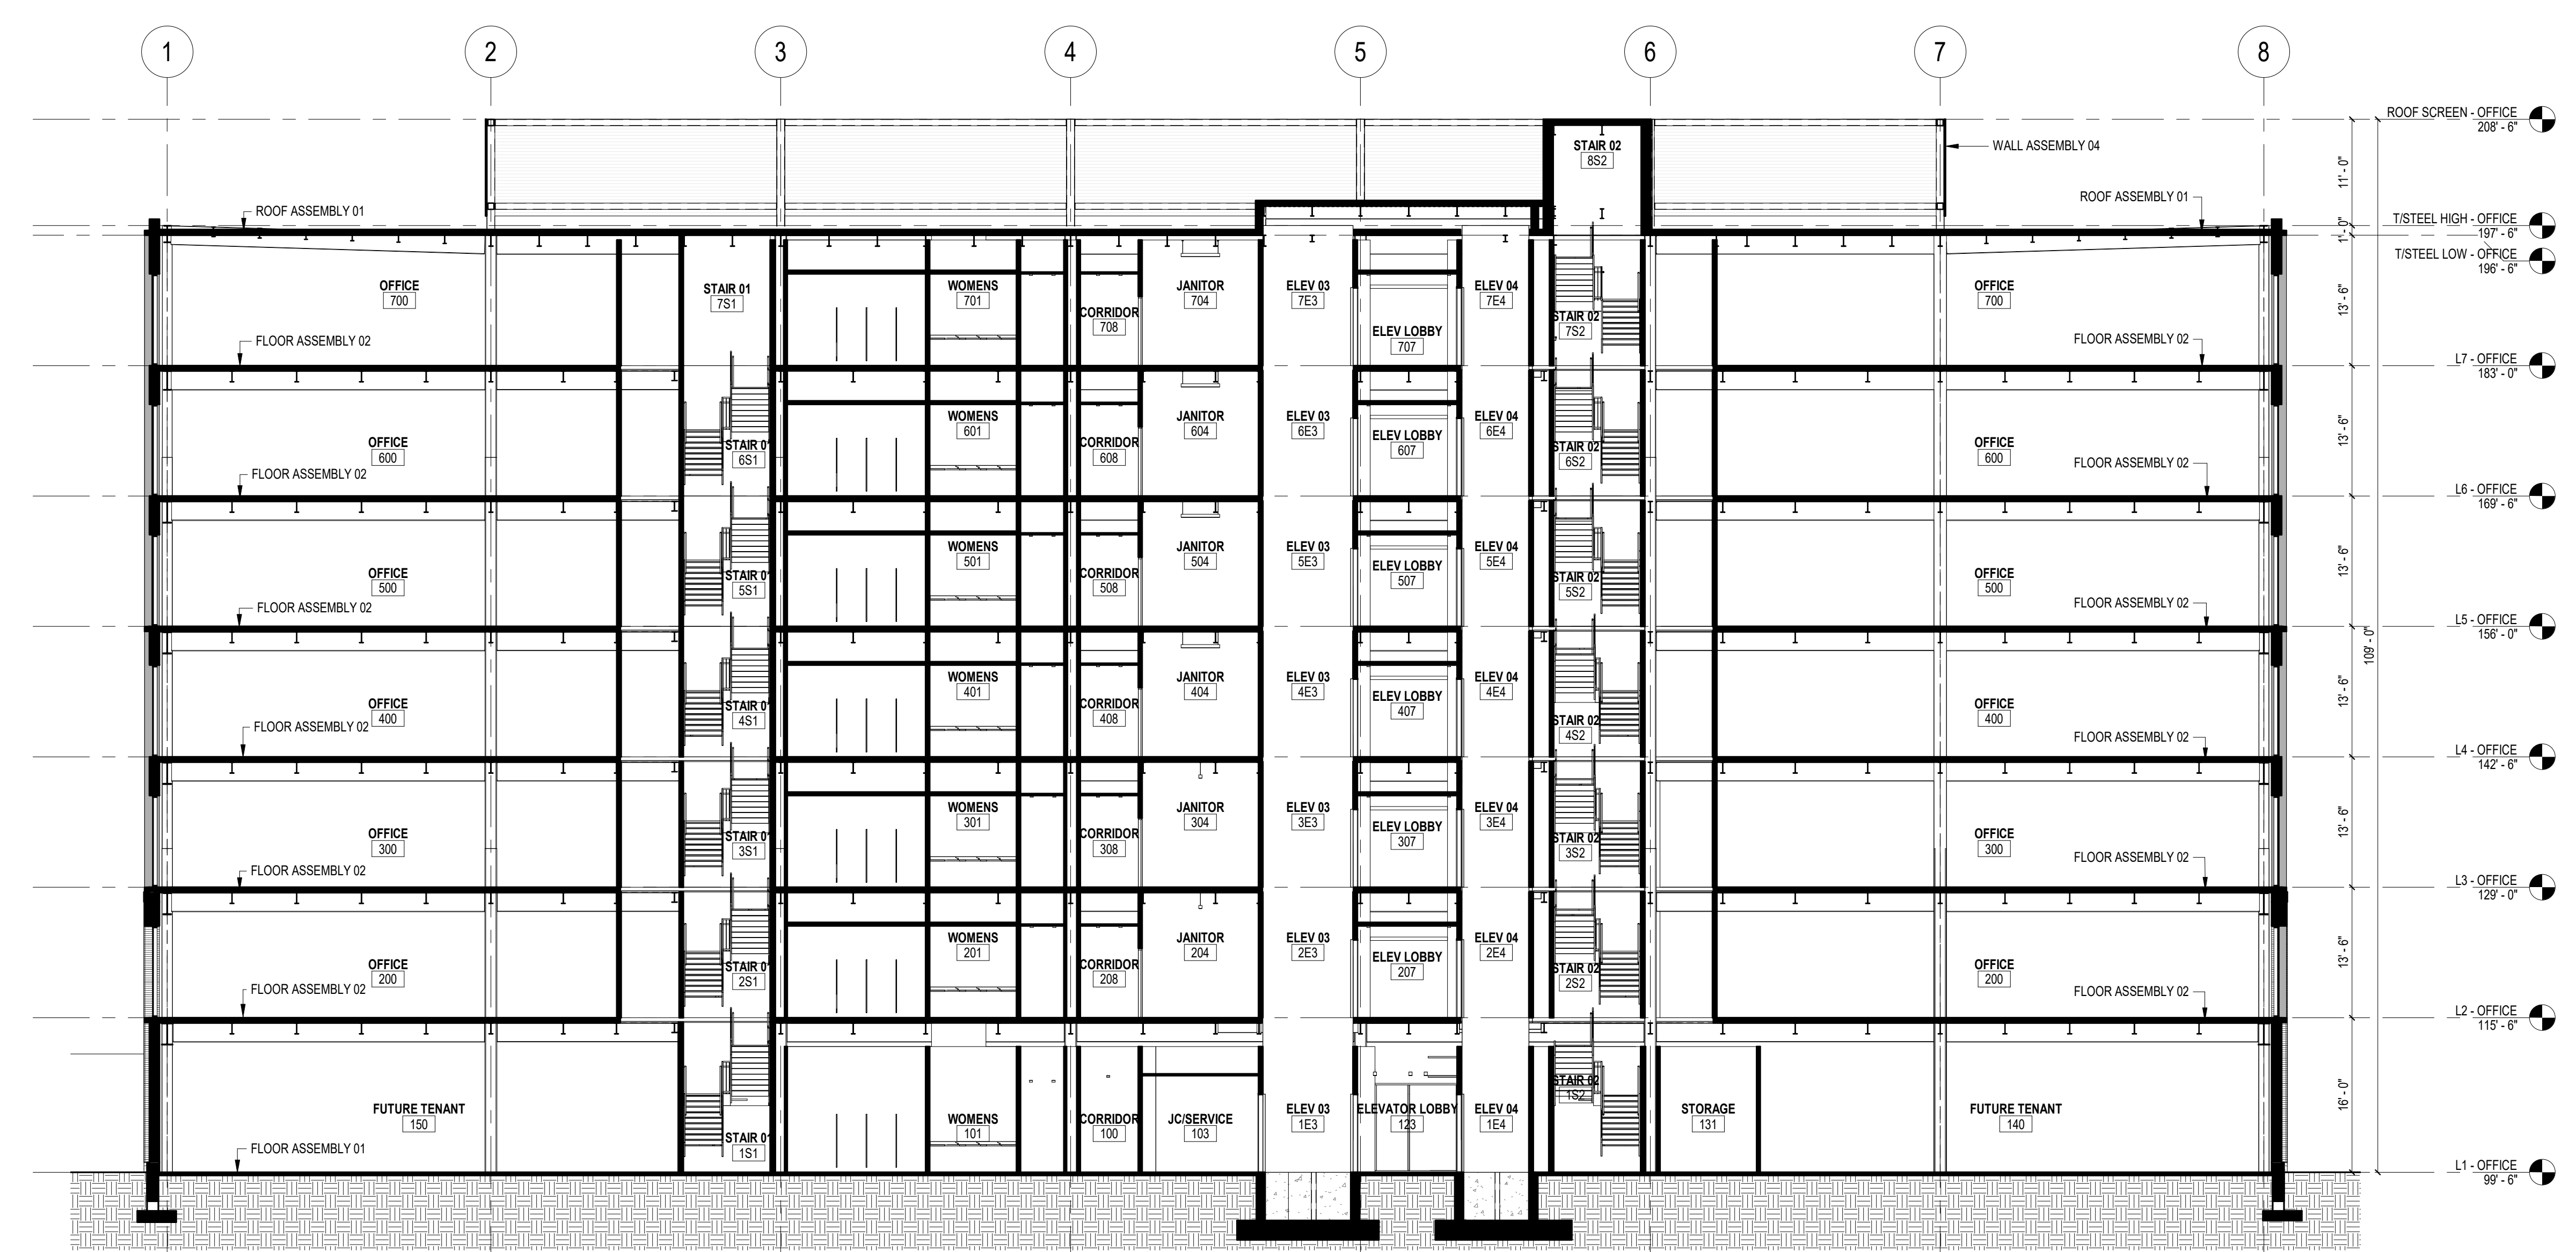 1 2 3 4 5 6 7 8
ROOF SCREEN - OFFICE
208' - 6"
STAIR 02
8S2
WALL ASSEMBLY 04
11' - 0"
ROOF ASSEMBLY 01
ROOF ASSEMBLY 01
T/STEEL HIGH - OFFICE
197' - 6"
1' - 0"
T/STEEL LOW - OFFICE
196' - 6"
OFFICE
700
STAIR 01
7S1
WOMENS
701
CORRIDOR
708
JANITOR
704
ELEV 03
7E3
ELEV LOBBY
707
ELEV 04
7E4
STAIR 02
7S2
OFFICE
700
13' - 6"
FLOOR ASSEMBLY 02
FLOOR ASSEMBLY 02
L7 - OFFICE
183' - 0"
OFFICE
600
STAIR 0
6S1
WOMENS
601
CORRIDOR
608
JANITOR
604
ELEV 03
6E3
ELEV LOBBY
607
ELEV 04
6E4
STAIR 02
6S2
OFFICE
600
13' - 6"
FLOOR ASSEMBLY 02
FLOOR ASSEMBLY 02
L6 - OFFICE
169' - 6"
OFFICE
500
STAIR 0
5S1
WOMENS
501
CORRIDOR
508
JANITOR
504
ELEV 03
5E3
ELEV LOBBY
507
ELEV 04
5E4
STAIR 02
5S2
OFFICE
500
13' - 6"
FLOOR ASSEMBLY 02
FLOOR ASSEMBLY 02
L5 - OFFICE
156' - 0"
109' - 0"
OFFICE
400
STAIR 0
4S1
WOMENS
401
CORRIDOR
408
JANITOR
404
ELEV 03
4E3
ELEV LOBBY
407
ELEV 04
4E4
STAIR 02
4S2
OFFICE
400
13' - 6"
FLOOR ASSEMBLY 02
FLOOR ASSEMBLY 02
L4 - OFFICE
142' - 6"
OFFICE
300
STAIR 0
3S1
WOMENS
301
CORRIDOR
308
JANITOR
304
ELEV 03
3E3
ELEV LOBBY
307
ELEV 04
3E4
STAIR 02
3S2
OFFICE
300
13' - 6"
FLOOR ASSEMBLY 02
FLOOR ASSEMBLY 02
L3 - OFFICE
129' - 0"
OFFICE
200
STAIR 0
2S1
WOMENS
201
CORRIDOR
208
JANITOR
204
ELEV 03
2E3
ELEV LOBBY
207
ELEV 04
2E4
STAIR 02
2S2
OFFICE
200
13' - 6"
FLOOR ASSEMBLY 02
FLOOR ASSEMBLY 02
L2 - OFFICE
115' - 6"
FUTURE TENANT
150
STAIR 0
1S1
WOMENS
101
CORRIDOR
100
JC/SERVICE
103
ELEV 03
1E3
ELEVATOR LOBBY
123
ELEV 04
1E4
STAIR 02
1S2
STORAGE
131
FUTURE TENANT
140
16' - 0"
FLOOR ASSEMBLY 01
L1 - OFFICE
99' - 6"